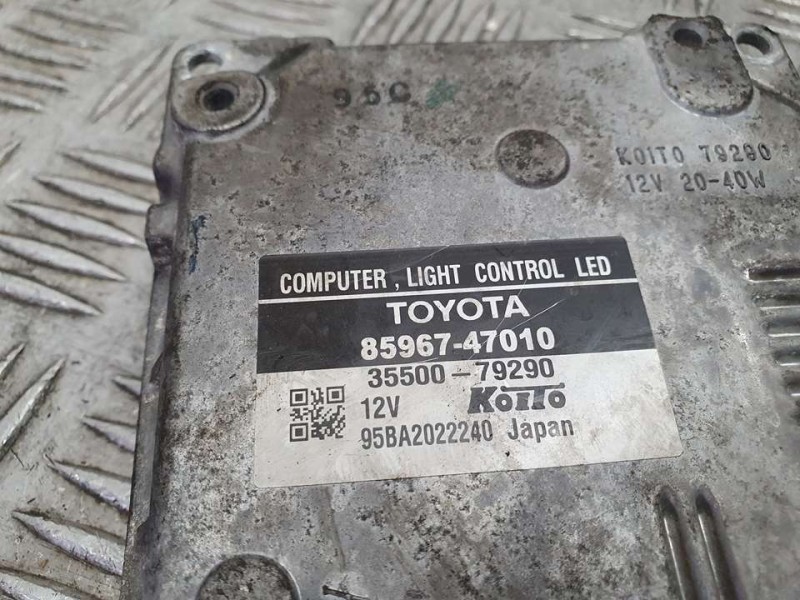 95C
KOITO 79290
12V 20-40W
COMPUTER , LIGHT CONTROL LED
TOYOTA
85967-47010
35500-79290
12V KOITO
95BA2022240 Japan